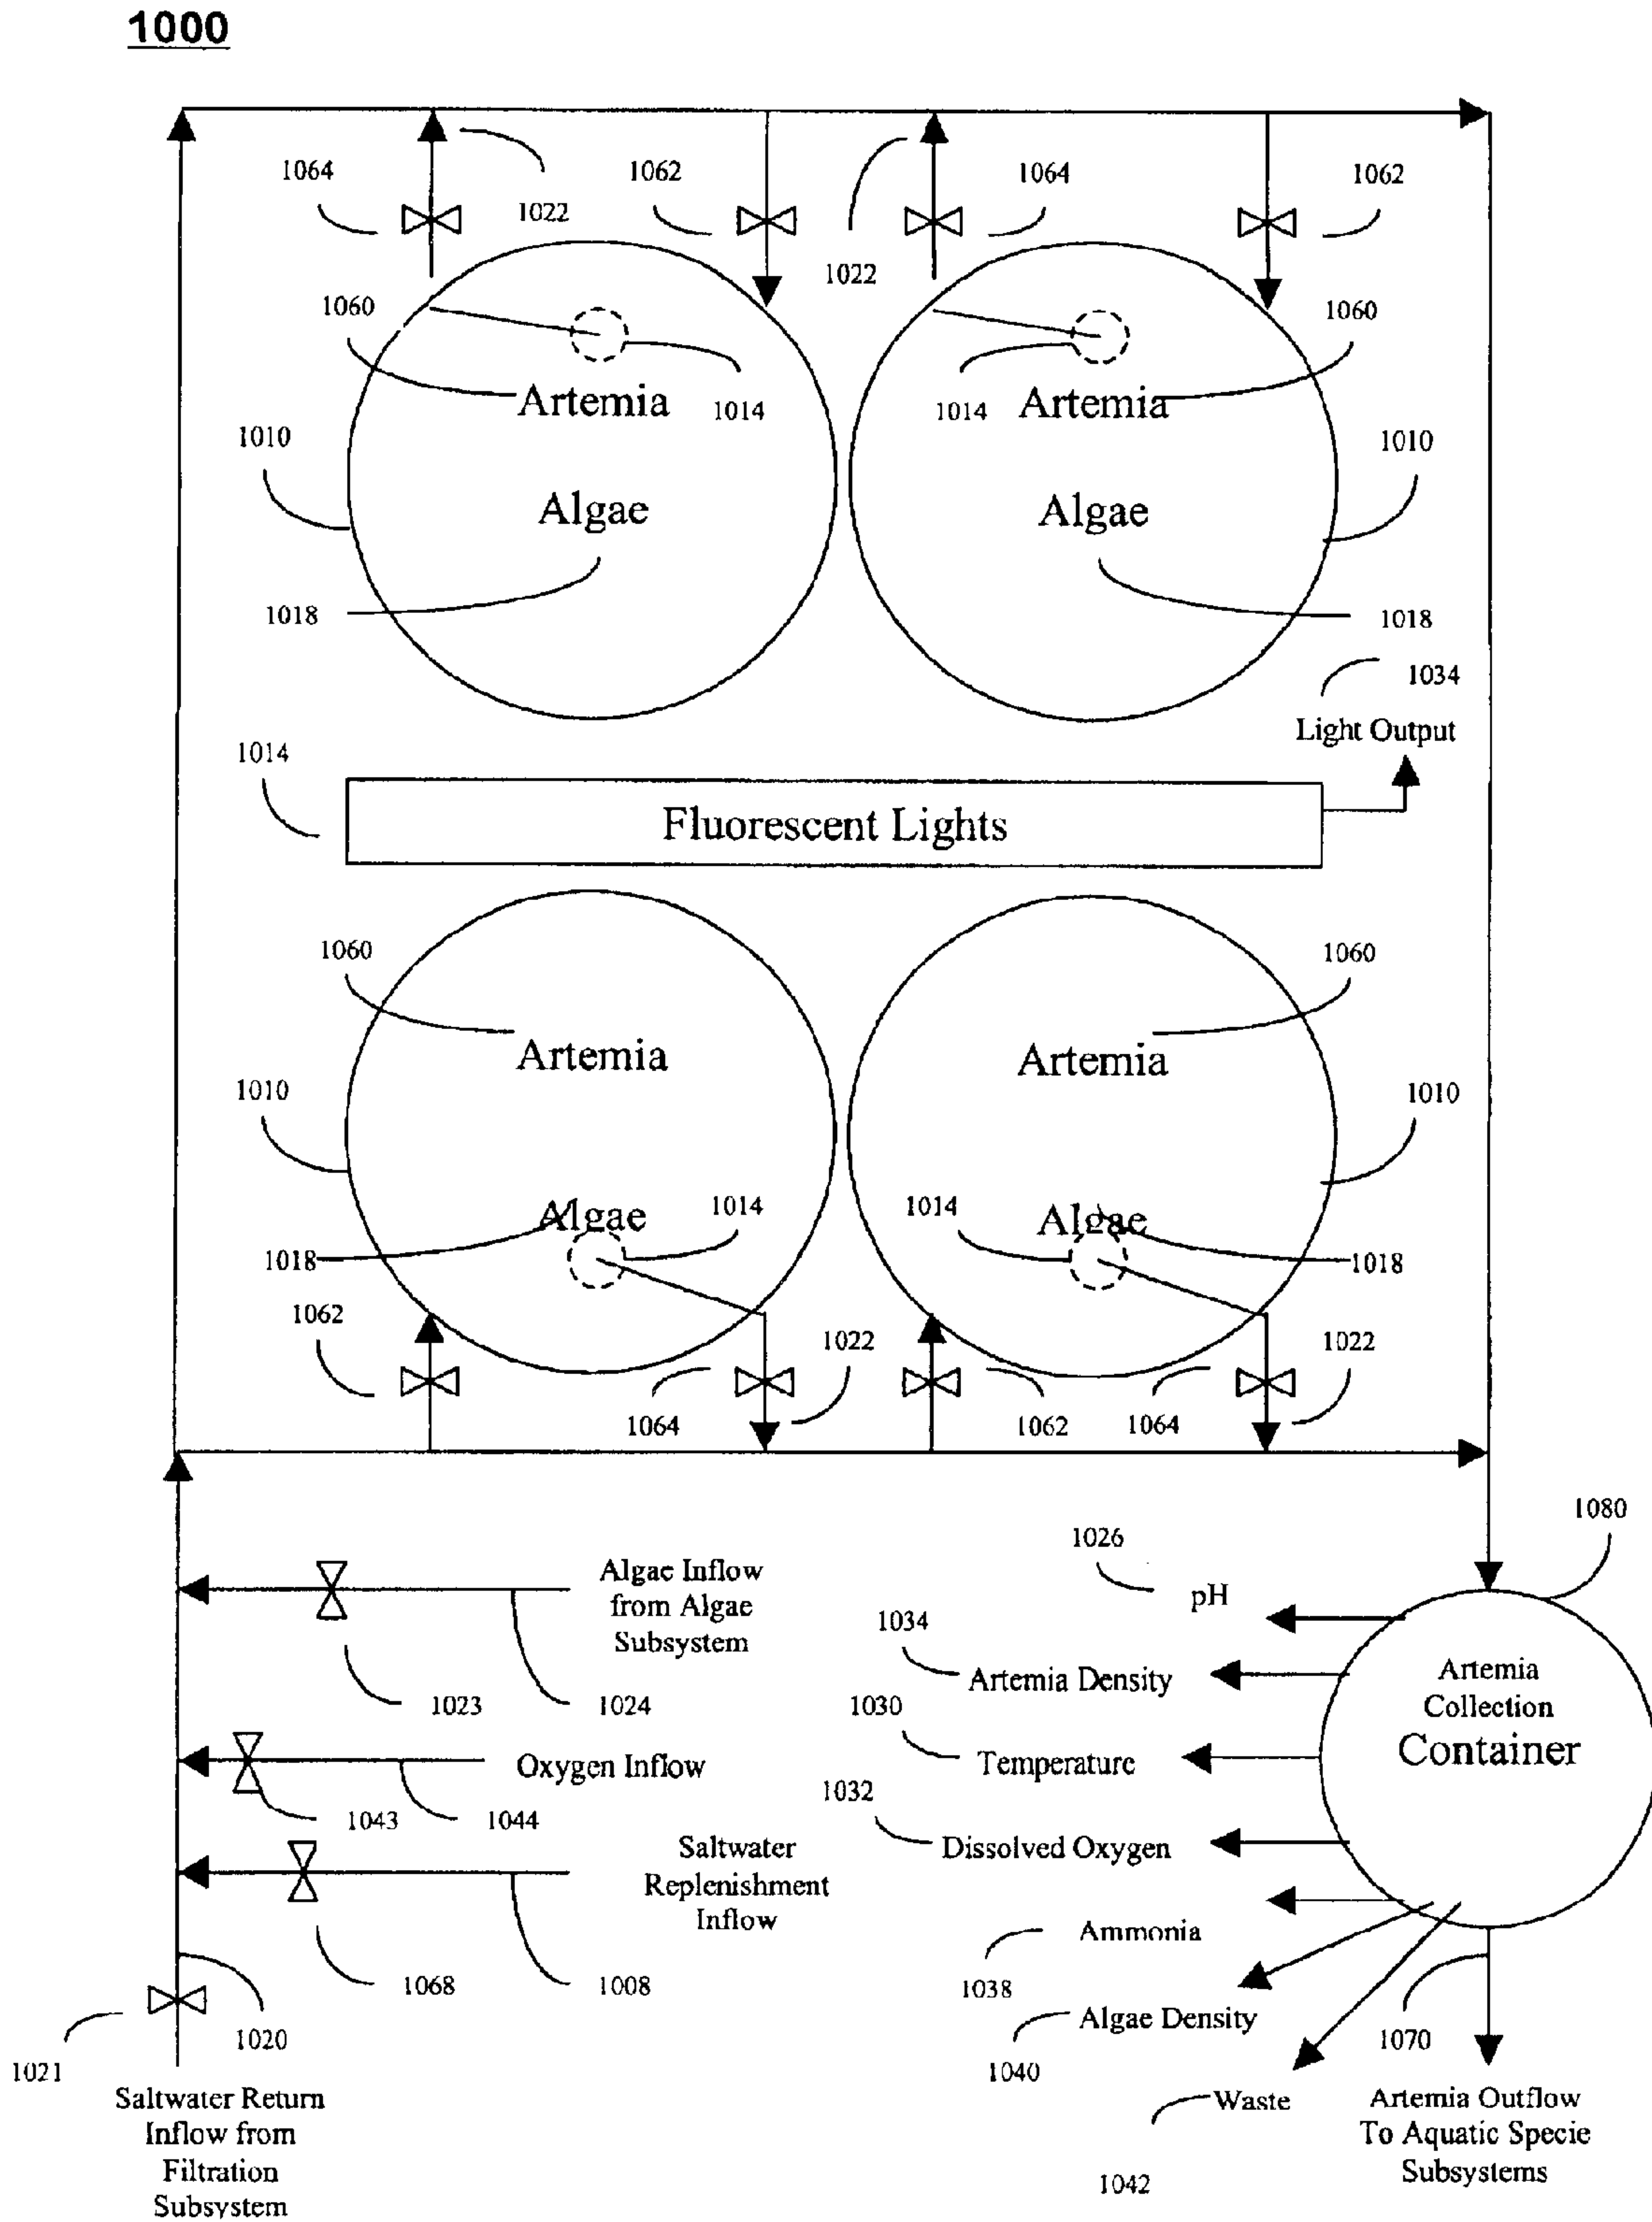 1000
1064
1062
1064
1062
1022
1022
1060
1060
Artemia
1014
1014
Artemia
1010
1010
Algae
Algae
1018
1018
1034
Light Output
1014
Fluorescent Lights
1060
1060
Artemia
Artemia
1010
1010
1014
1014
Algae
Algae
1018
1018
1062
1022
1022
1064
1062
1064
1080
1026
Algae Inflow
from Algae
Subsystem
pH
1034
Artemia Density
Artemia
Collection
Container
1023
1024
1030
Oxygen Inflow
Temperature
1032
1043
1044
Saltwater
Replenishment
Inflow
Dissolved Oxygen
Ammonia
1068
1008
1038
Algae Density
1020
1070
1021
1040
Saltwater Return
Inflow from
Filtration
Subsystem
Waste
Artemia Outflow
To Aquatic Specie
Subsystems
1042